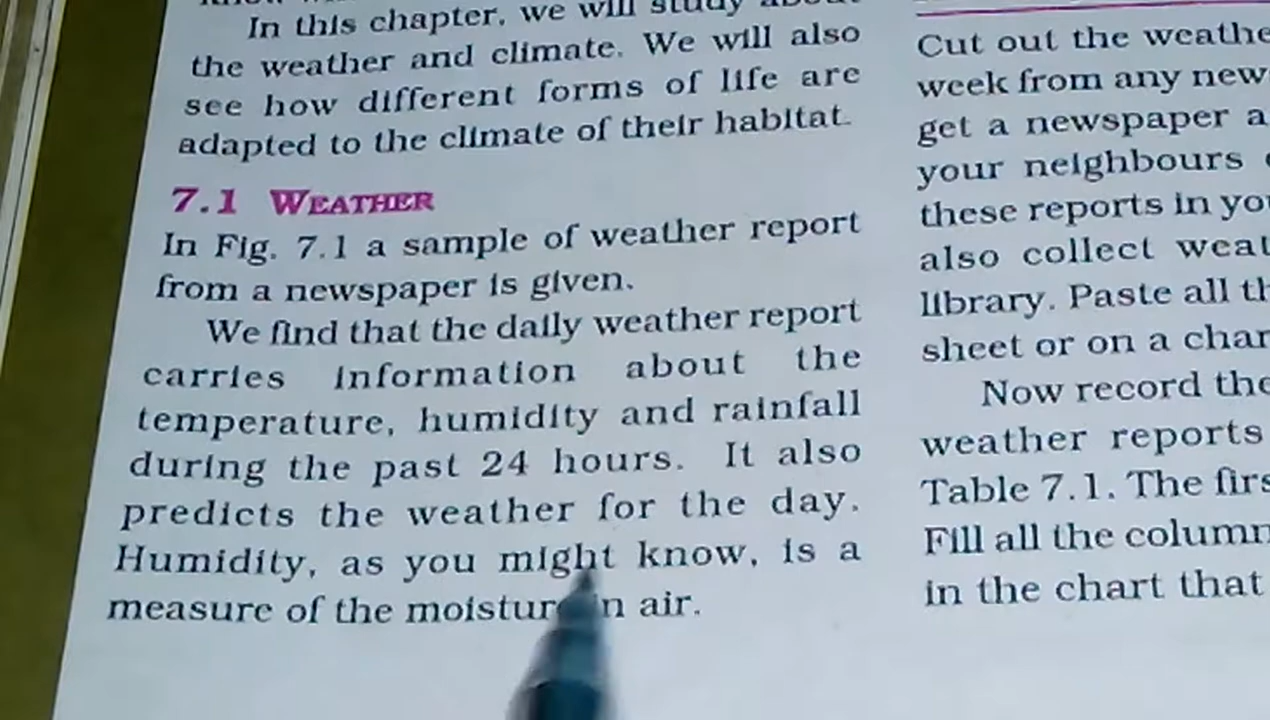 In this chapter, we will study about
the weather and climate. We will also
see how different forms of life are
adapted to the climate of their habitat.
7.1 WEATHER
In Fig. 7.1 a sample of weather report
from a newspaper is given.
We find that the daily weather report
carries information about the
temperature, humidity and rainfall
during the past 24 hours. It also
predicts the weather for the day.
Humidity, as you might know, is a
measure of the moisture in air.
Cut out the weathe
week from any new
get a newspaper a
your neighbours
these reports in yo
also collect weat
library. Paste all th
sheet or on a char
Now record the
weather reports
Table 7.1. The firs
Fill all the column
in the chart that